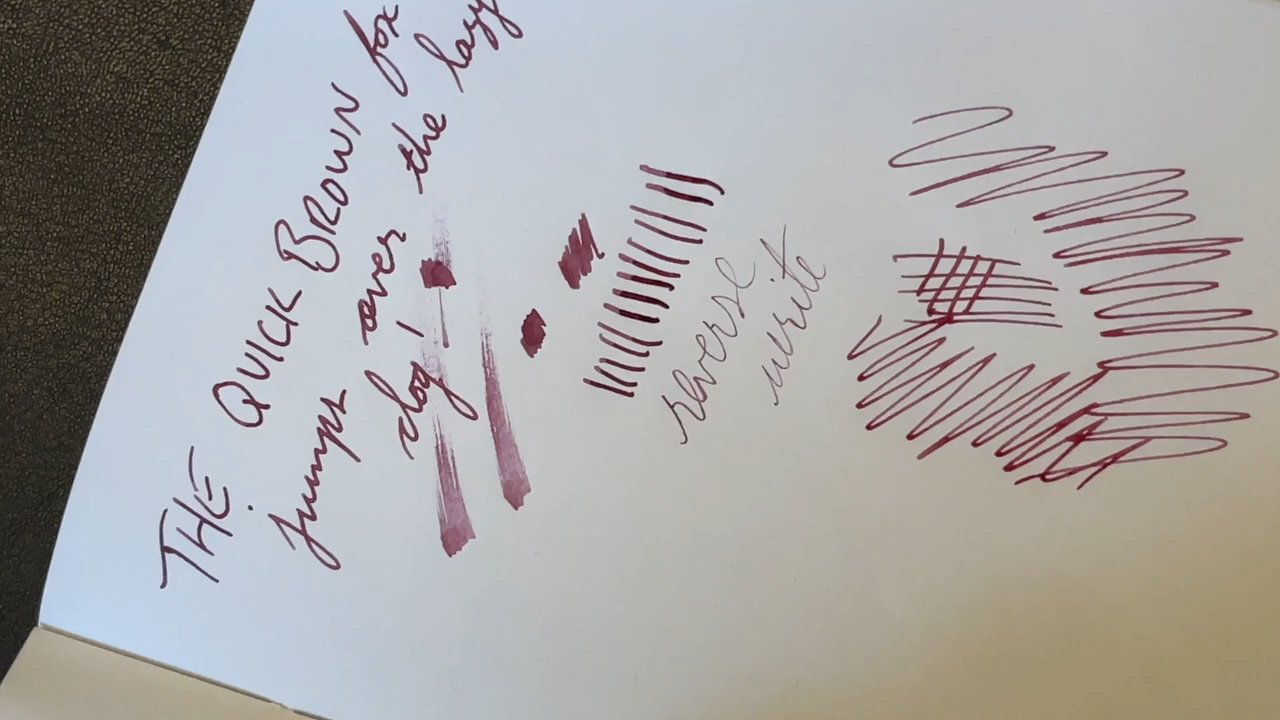 THE QUICK BROWN fox
jumps over the lazy
dog!
reverse
write